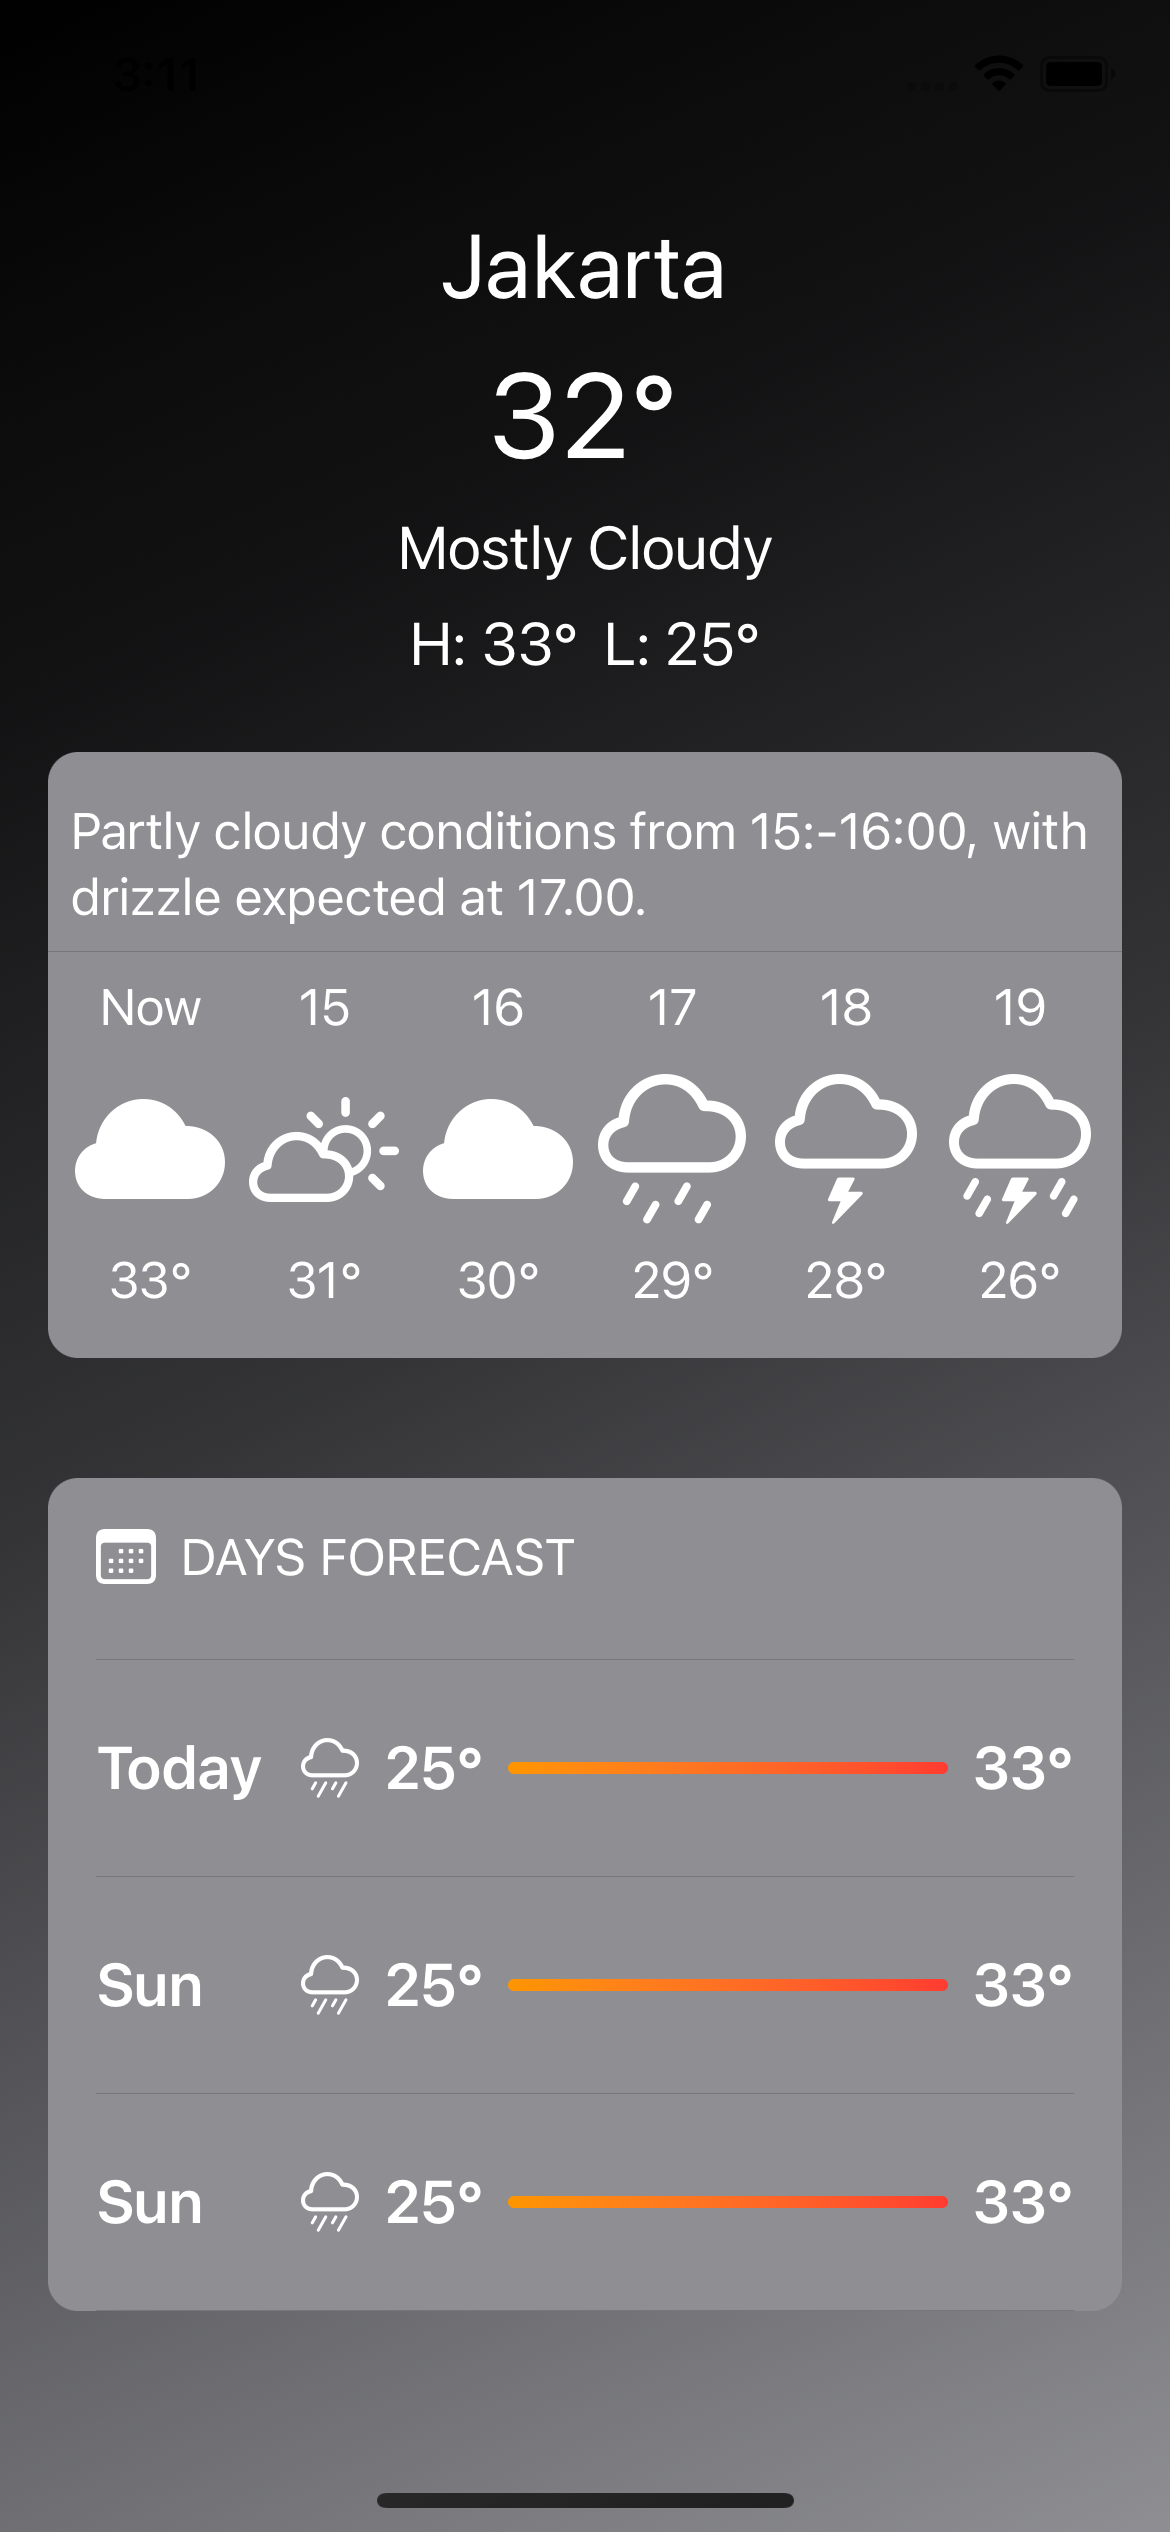 3:11
Jakarta
32°
Mostly Cloudy
H: 33° L: 25°
Partly cloudy conditions from 15:-16:00, with
drizzle expected at 17.00.
Now 15 16 17 18 19
33° 31° 30° 29° 28° 26°
DAYS FORECAST
Today 25° 33°
Sun 25° 33°
Sun 25° 33°